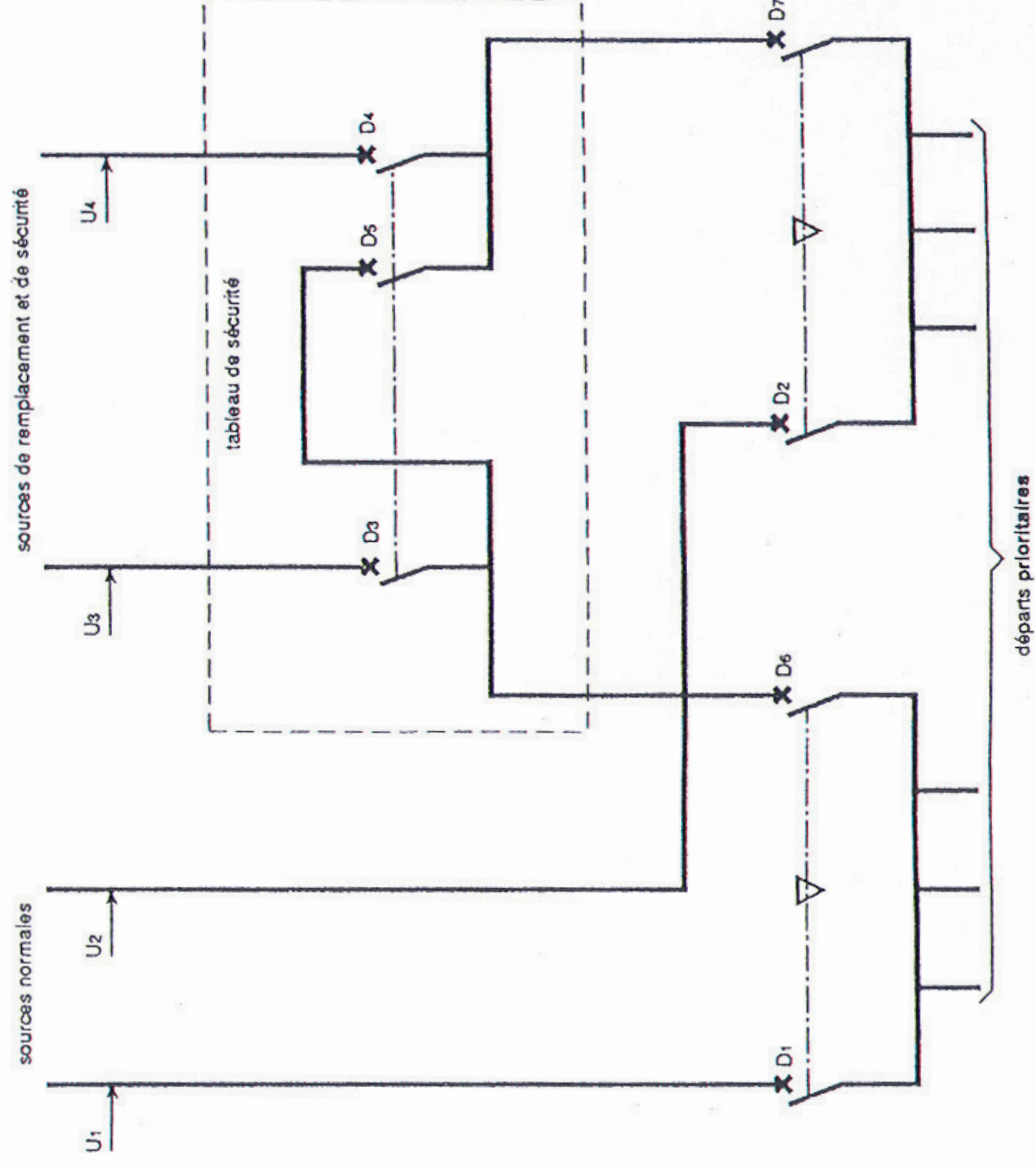 sources normales
sources de remplacement et de sécurité
U1
U2
U3
U4
tableau de sécurité
D3
D5
D4
D1
D6
D2
D7
départs prioritaires